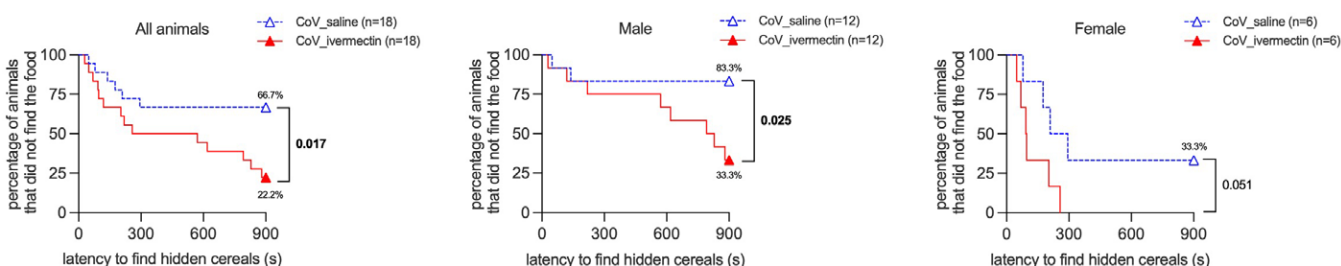 All animals
CoV_saline (n=18)
CoV_ivermectin (n=18)
percentage of animals
that did not find the food
100
75
50
25
0
66.7%
0.017
22.2%
0 300 600 900
latency to find hidden cereals (s)
Male
CoV_saline (n=12)
CoV_ivermectin (n=12)
percentage of animals
that did not find the food
100
75
50
25
0
83.3%
0.025
33.3%
0 300 600 900
latency to find hidden cereals (s)
Female
CoV_saline (n=6)
CoV_ivermectin (n=6)
percentage of animals
that did not find the food
100
75
50
25
0
33.3%
0.051
0 300 600 900
latency to find hidden cereals (s)